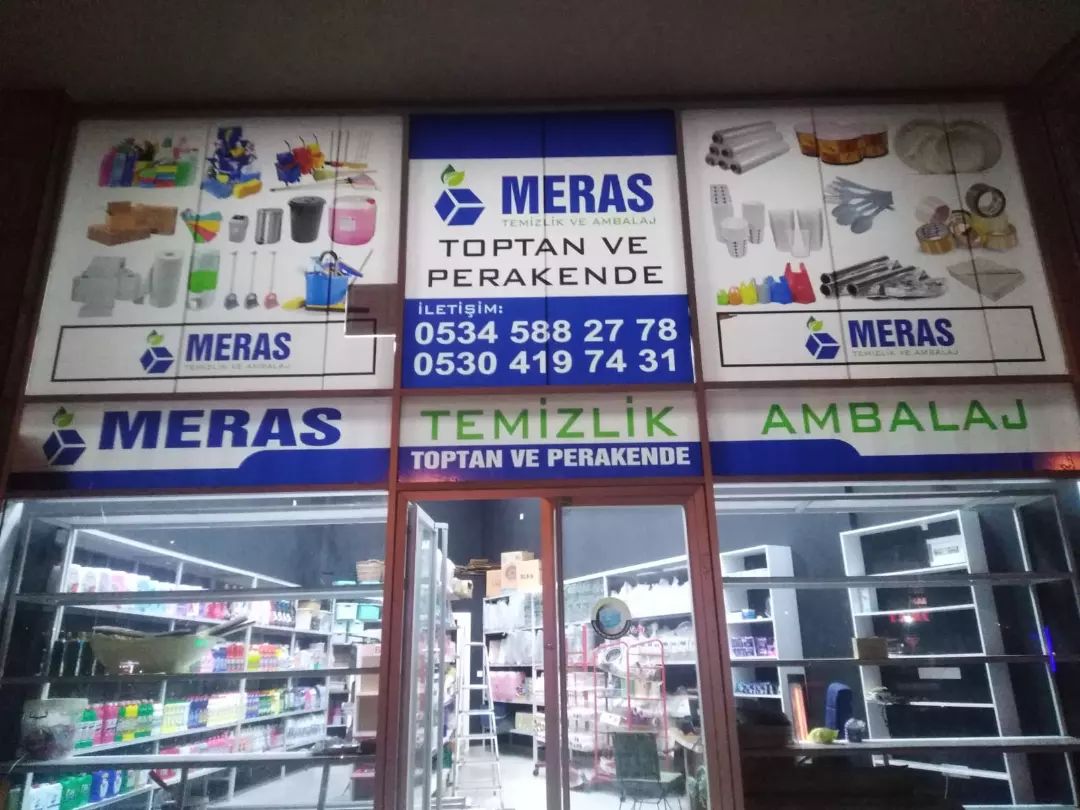 MERAS
TEMİZLİK VE AMBALAJ
TOPTAN VE
PERAKENDE
İLETİŞİM:
0534 588 27 78
0530 419 74 31
MERAS
TEMİZLİK VE AMBALAJ
MERAS
TEMİZLİK VE AMBALAJ
MERAS
TEMİZLİK
AMBALAJ
TOPTAN VE PERAKENDE